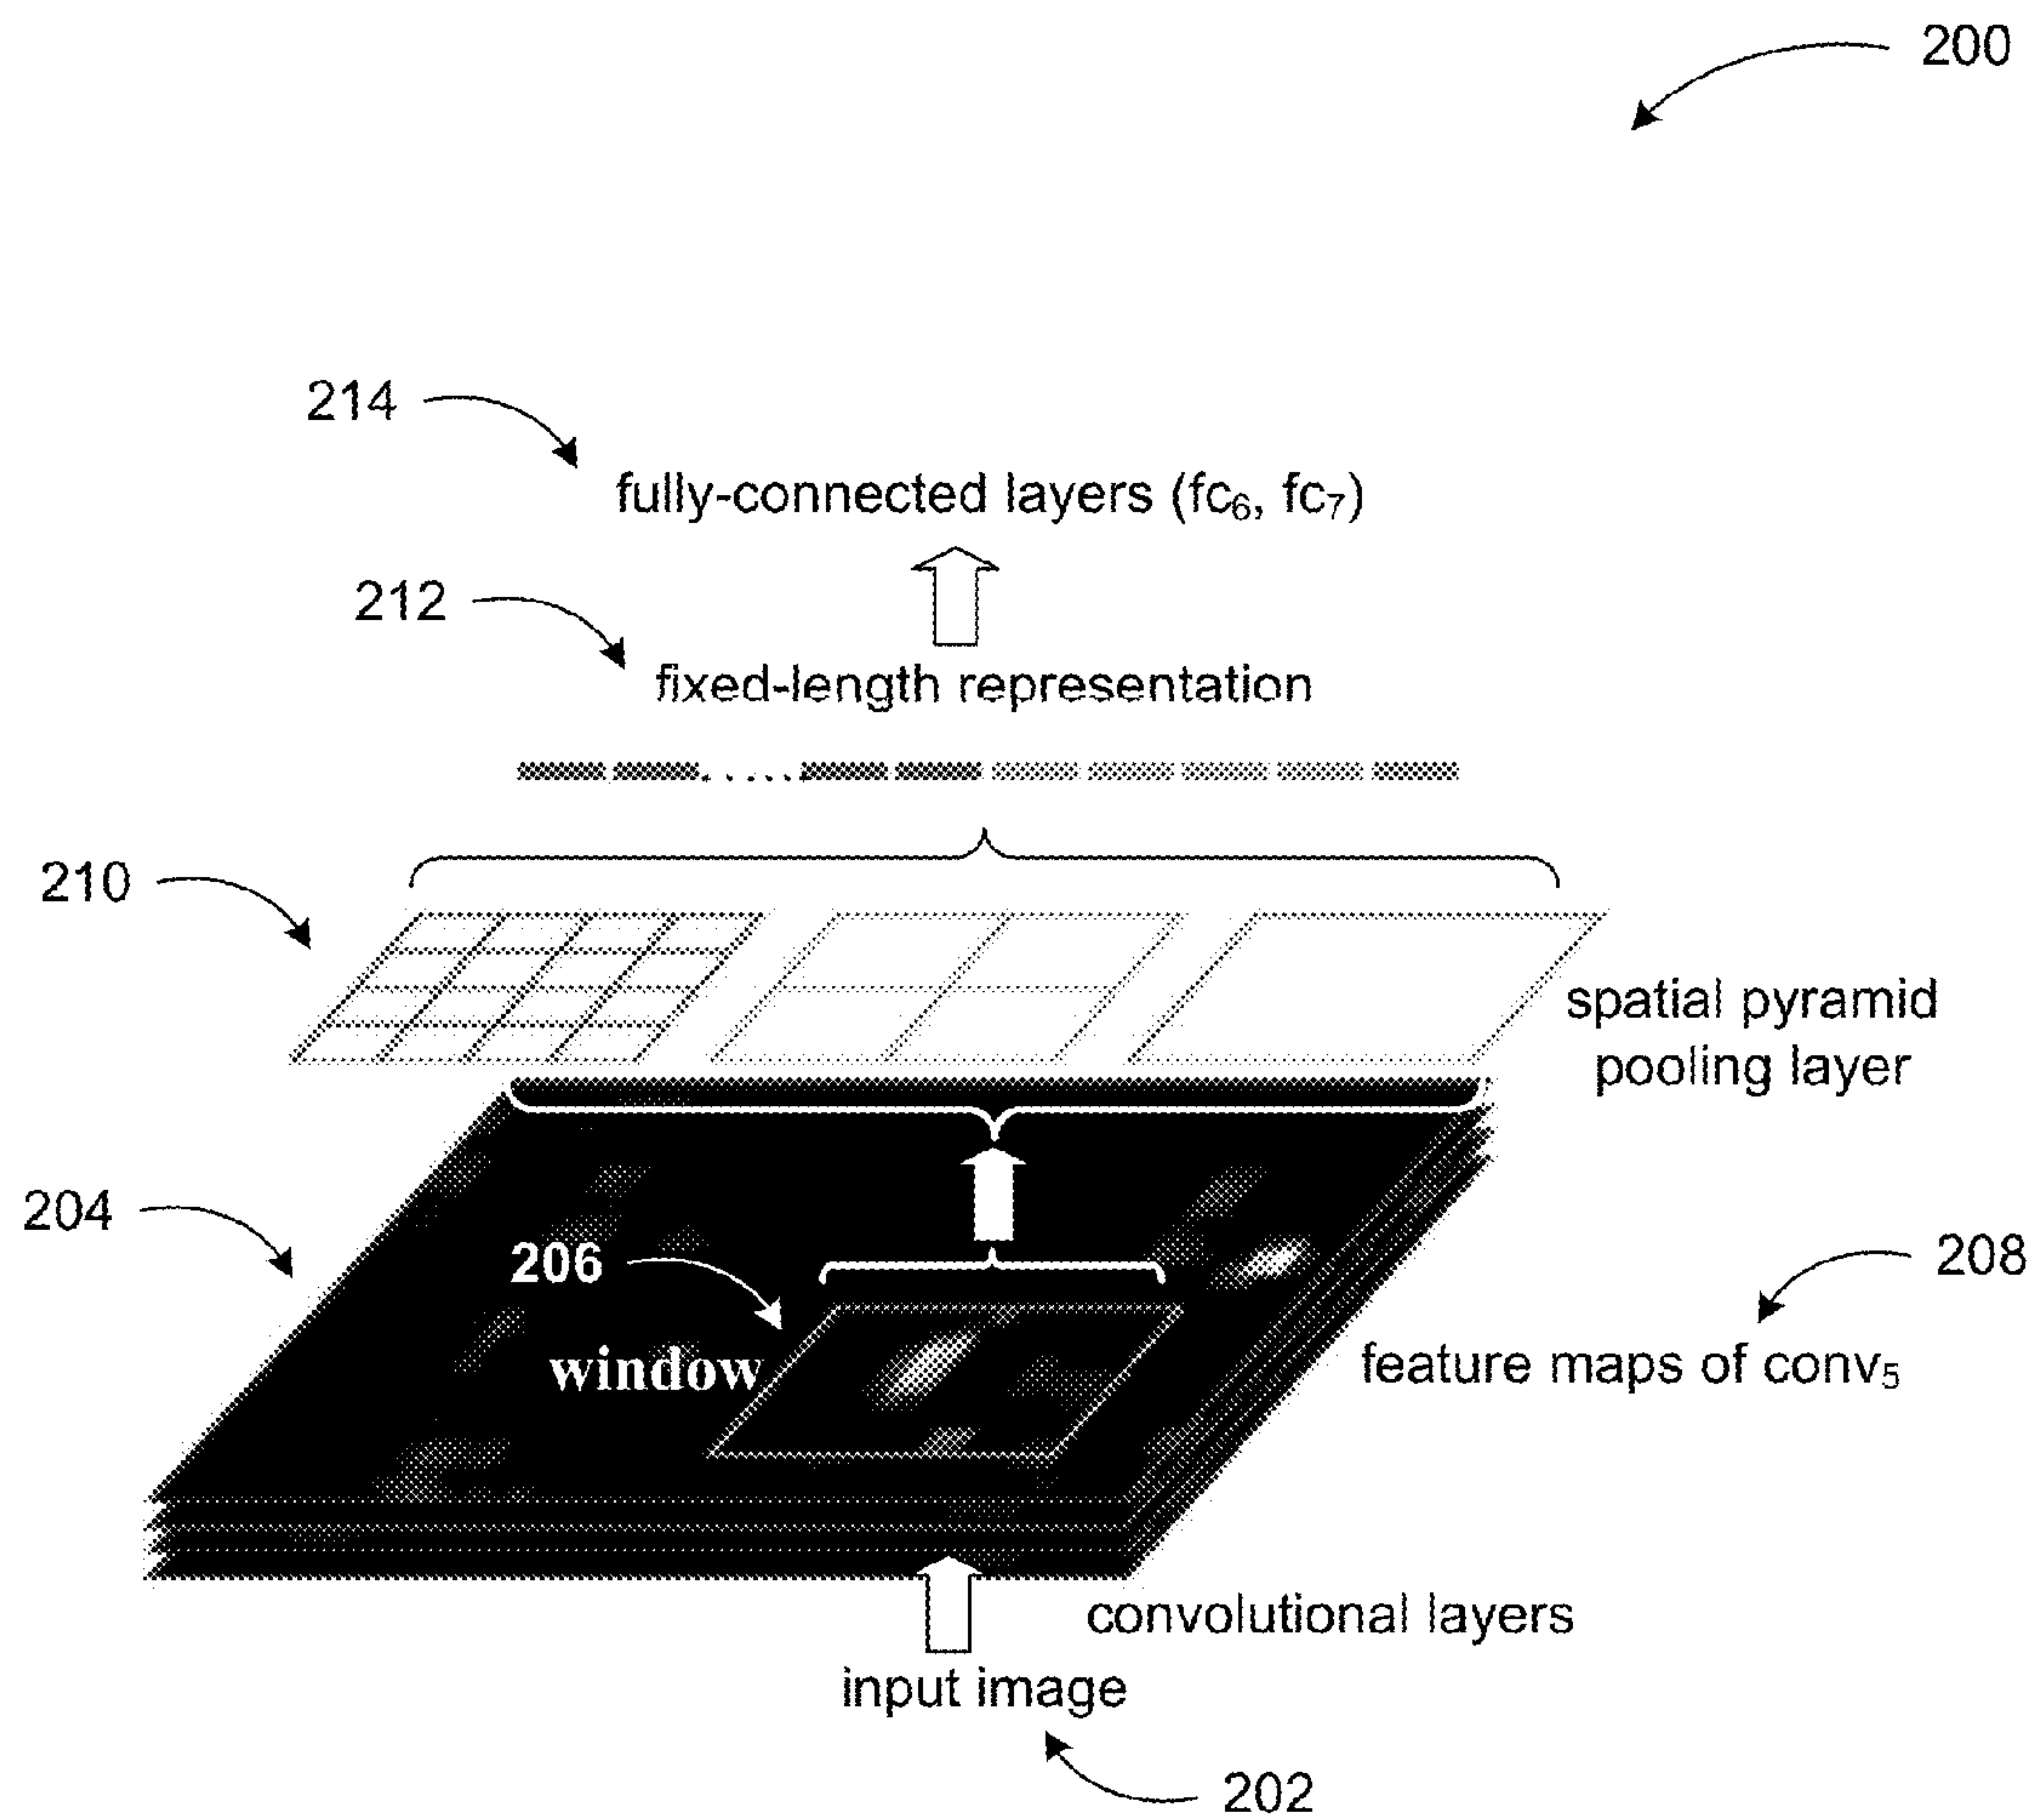 200
214
fully-connected layers (fc₆, fc₇)
212
fixed-length representation
210
spatial pyramid
pooling layer
204
206
208
window
feature maps of conv₅
convolutional layers
input image
202